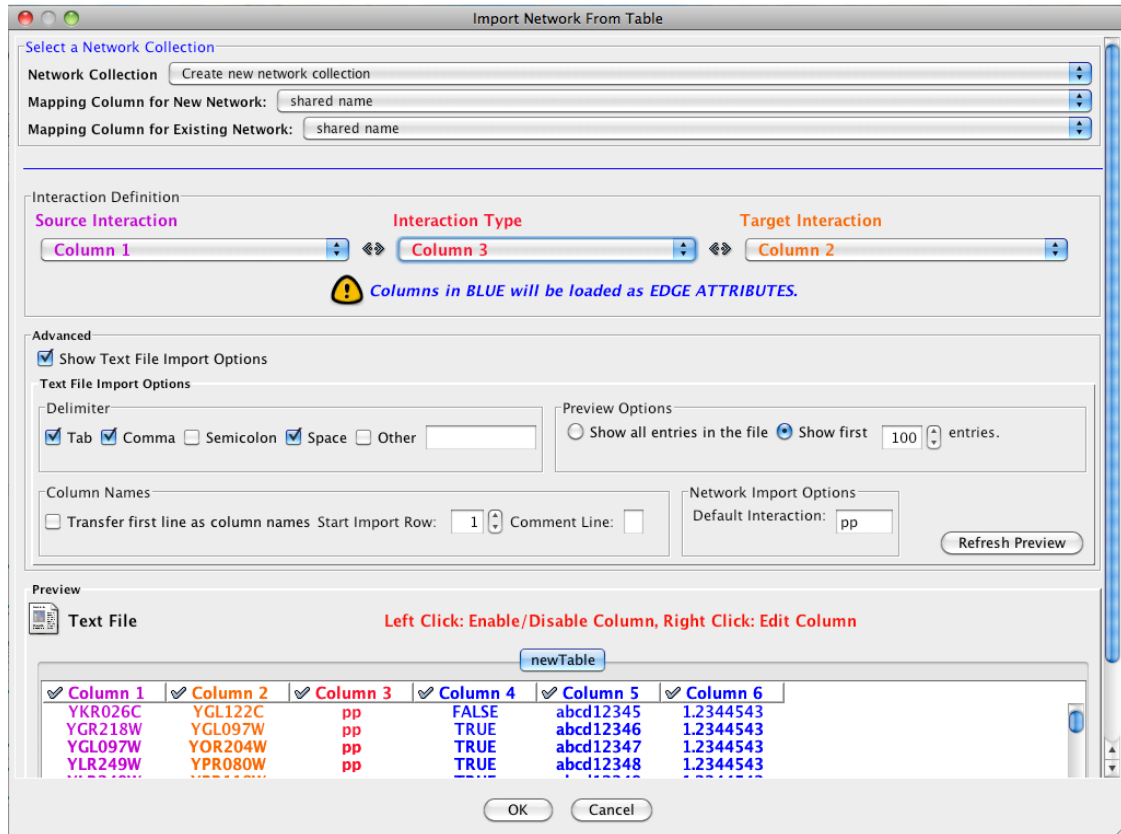 Import Network From Table
Select a Network Collection
Network Collection Create new network collection
Mapping Column for New Network: shared name
Mapping Column for Existing Network: shared name
Interaction Definition
Source Interaction Interaction Type Target Interaction
Column 1 Column 3 Column 2
Columns in BLUE will be loaded as EDGE ATTRIBUTES.
Advanced
Show Text File Import Options
Text File Import Options
Delimiter Preview Options
Tab Comma Semicolon Space Other Show all entries in the file Show first 100 entries.
Column Names Network Import Options
Transfer first line as column names Start Import Row: 1 Comment Line: Default Interaction: pp
Refresh Preview
Preview
Text File Left Click: Enable/Disable Column, Right Click: Edit Column
newTable
Column 1 Column 2 Column 3 Column 4 Column 5 Column 6
YKR026C YGL122C pp FALSE abcd12345 1.2344543
YGR218W YGL097W pp TRUE abcd12346 1.2344543
YGL097W YOR204W pp TRUE abcd12347 1.2344543
YLR249W YPR080W pp TRUE abcd12348 1.2344543
OK Cancel